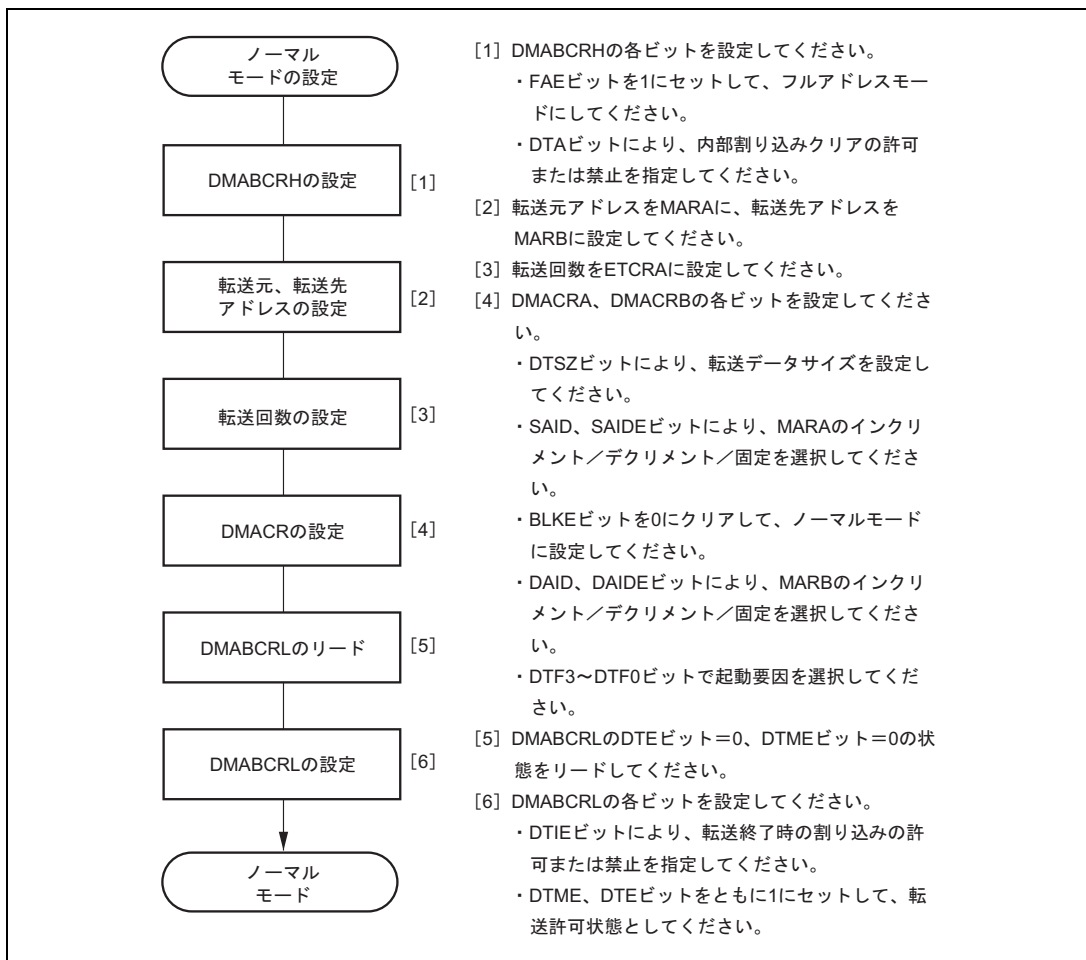 ノーマル
モードの設定
DMABCRHの設定
[1]
転送元、転送先
アドレスの設定
[2]
転送回数の設定
[3]
DMACRの設定
[4]
DMABCRLのリード
[5]
DMABCRLの設定
[6]
ノーマル
モード
[1] DMABCRHの各ビットを設定してください。
・FAEビットを1にセットして、フルアドレスモー
ドにしてください。
・DTAビットにより、内部割り込みクリアの許可
または禁止を指定してください。
[2] 転送元アドレスをMARAに、転送先アドレスを
MARBに設定してください。
[3] 転送回数をETCRAに設定してください。
[4] DMACRA、DMACRBの各ビットを設定してくださ
い。
・DTSZビットにより、転送データサイズを設定し
てください。
・SAID、SAIDEビットにより、MARAのインクリ
メント／デクリメント／固定を選択してくださ
い。
・BLKEビットを0にクリアして、ノーマルモード
に設定してください。
・DAID、DAIDEビットにより、MARBのインクリ
メント／デクリメント／固定を選択してくださ
い。
・DTF3～DTF0ビットで起動要因を選択してくだ
さい。
[5] DMABCRLのDTEビット＝0、DTMEビット＝0の状
態をリードしてください。
[6] DMABCRLの各ビットを設定してください。
・DTIEビットにより、転送終了時の割り込みの許
可または禁止を指定してください。
・DTME、DTEビットをともに1にセットして、転
送許可状態としてください。